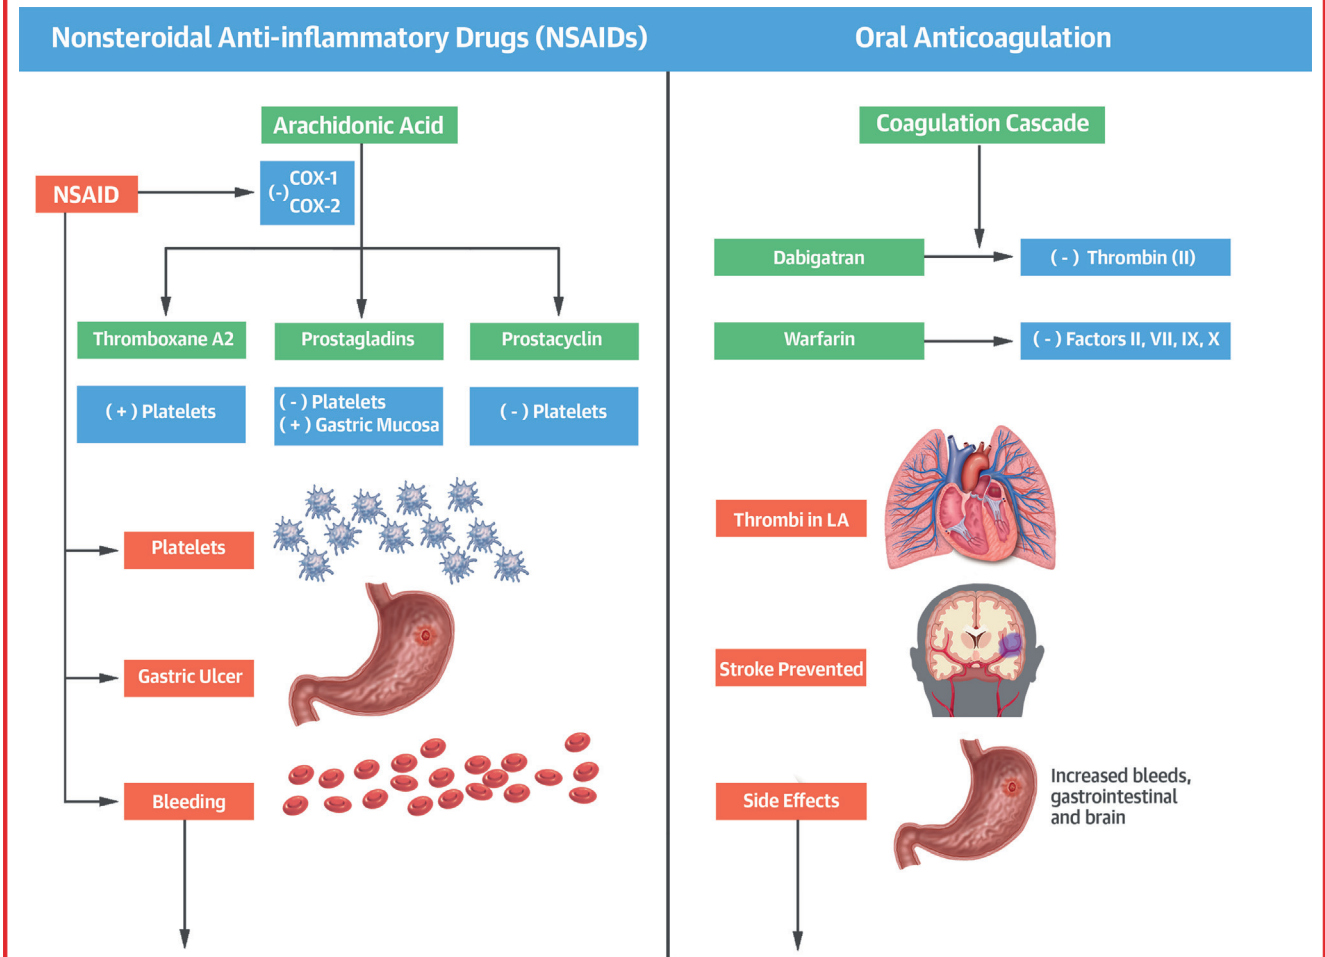 Nonsteroidal Anti-inflammatory Drugs (NSAIDs)
Arachidonic Acid
NSAID
(-) COX-1
COX-2
Thromboxane A2
Prostagladins
Prostacyclin
( + ) Platelets
( - ) Platelets
( + ) Gastric Mucosa
( - ) Platelets
Platelets
Gastric Ulcer
Bleeding
Oral Anticoagulation
Coagulation Cascade
Dabigatran
( - ) Thrombin (II)
Warfarin
( - ) Factors II, VII, IX, X
Thrombi in LA
Stroke Prevented
Side Effects
Increased bleeds,
gastrointestinal
and brain